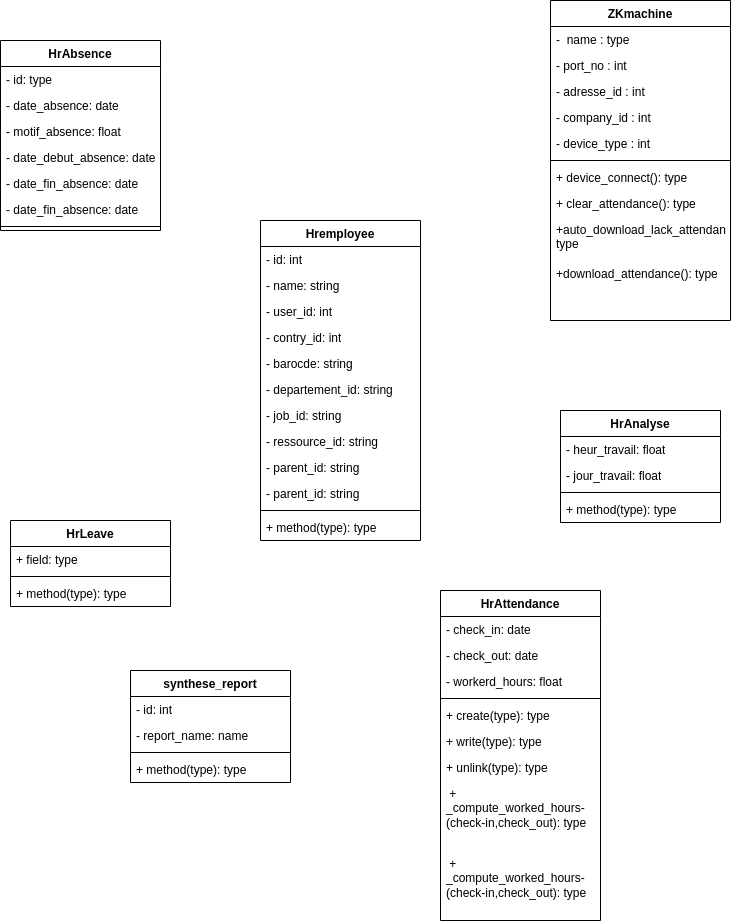 HrAbsence
- id: type
- date_absence: date
- motif_absence: float
- date_debut_absence: date
- date_fin_absence: date
- date_fin_absence: date
ZKmachine
- name : type
- port_no : int
- adresse_id : int
- company_id : int
- device_type : int
+ device_connect(): type
+ clear_attendance(): type
+auto_download_lack_attendan
type
+download_attendance(): type
Hremployee
- id: int
- name: string
- user_id: int
- contry_id: int
- barocde: string
- departement_id: string
- job_id: string
- ressource_id: string
- parent_id: string
- parent_id: string
+ method(type): type
HrAnalyse
- heur_travail: float
- jour_travail: float
+ method(type): type
HrLeave
+ field: type
+ method(type): type
HrAttendance
- check_in: date
- check_out: date
- workerd_hours: float
+ create(type): type
+ write(type): type
+ unlink(type): type
+
_compute_worked_hours-
(check-in,check_out): type
+
_compute_worked_hours-
(check-in,check_out): type
synthese_report
- id: int
- report_name: name
+ method(type): type